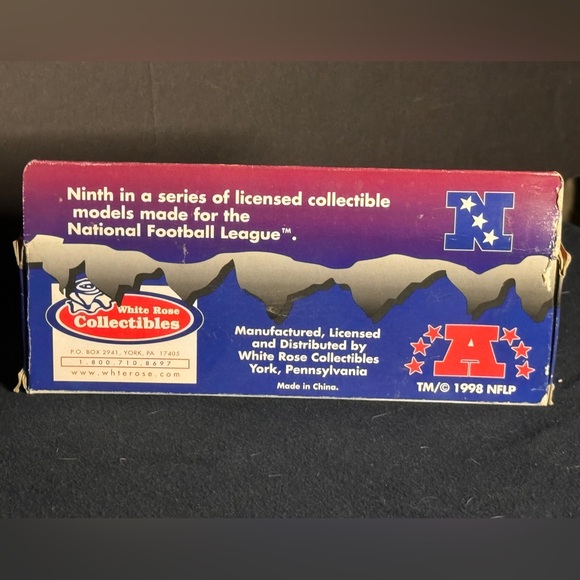 Ninth in a series of licensed collectible
models made for the
National Football League™.
N
White Rose
Collectibles
P.O. BOX 2941, YORK, PA 17405
1.800.710.8697
www.whterose.com
Manufactured, Licensed
and Distributed by
White Rose Collectibles
York, Pennsylvania
Made in China.
A
TM/© 1998 NFLP